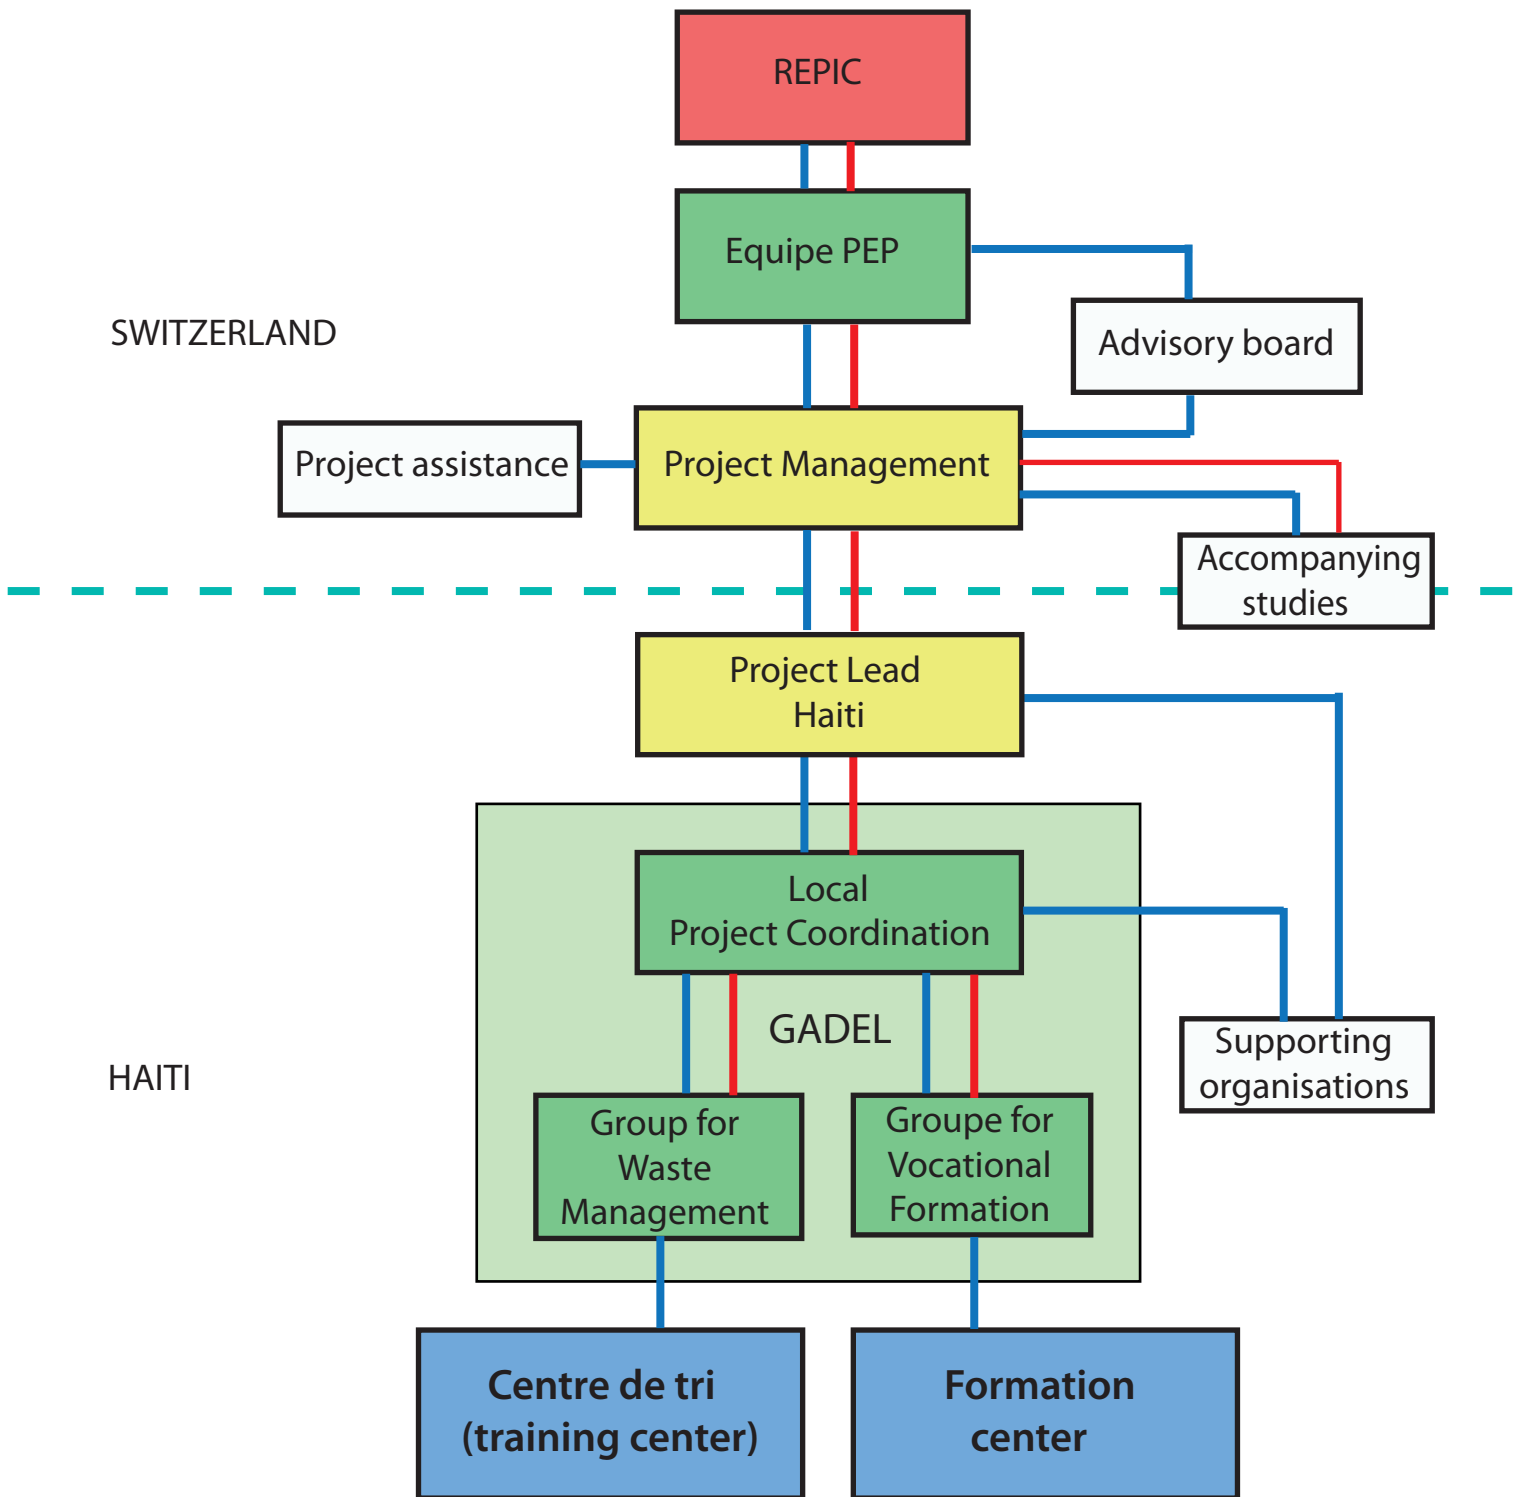 REPIC
Equipe PEP
SWITZERLAND
Advisory board
Project assistance
Project Management
Accompanying
studies
Project Lead
Haiti
Local
Project Coordination
GADEL
HAITI
Supporting
organisations
Group for
Waste
Management
Groupe for
Vocational
Formation
Centre de tri
(training center)
Formation
center